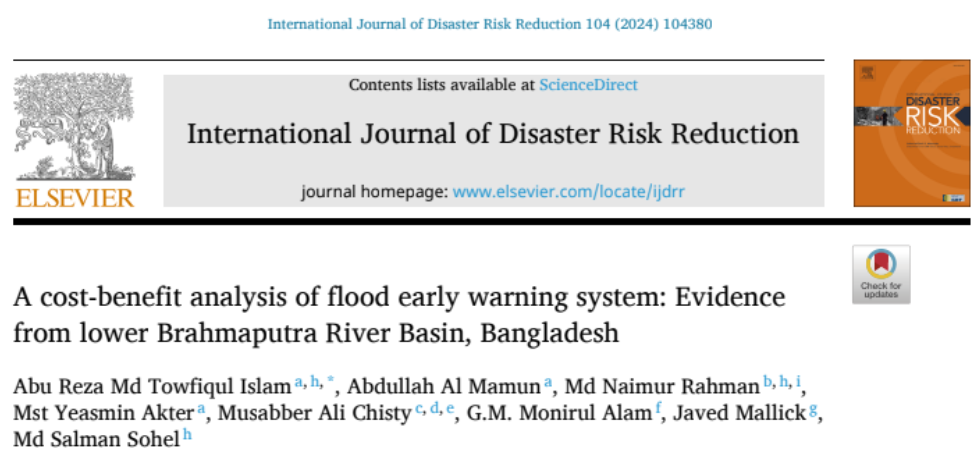 International Journal of Disaster Risk Reduction 104 (2024) 104380
Contents lists available at ScienceDirect
International Journal of Disaster Risk Reduction
journal homepage: www.elsevier.com/locate/ijdrr
ELSEVIER
DISASTER
RISK
REDUCTION
Check for
updates
A cost-benefit analysis of flood early warning system: Evidence
from lower Brahmaputra River Basin, Bangladesh
Abu Reza Md Towfiqul Islam a, h, *, Abdullah Al Mamun a, Md Naimur Rahman b, h, i,
Mst Yeasmin Akter a, Musabber Ali Chisty c, d, e, G.M. Monirul Alam f, Javed Mallick g,
Md Salman Sohel h